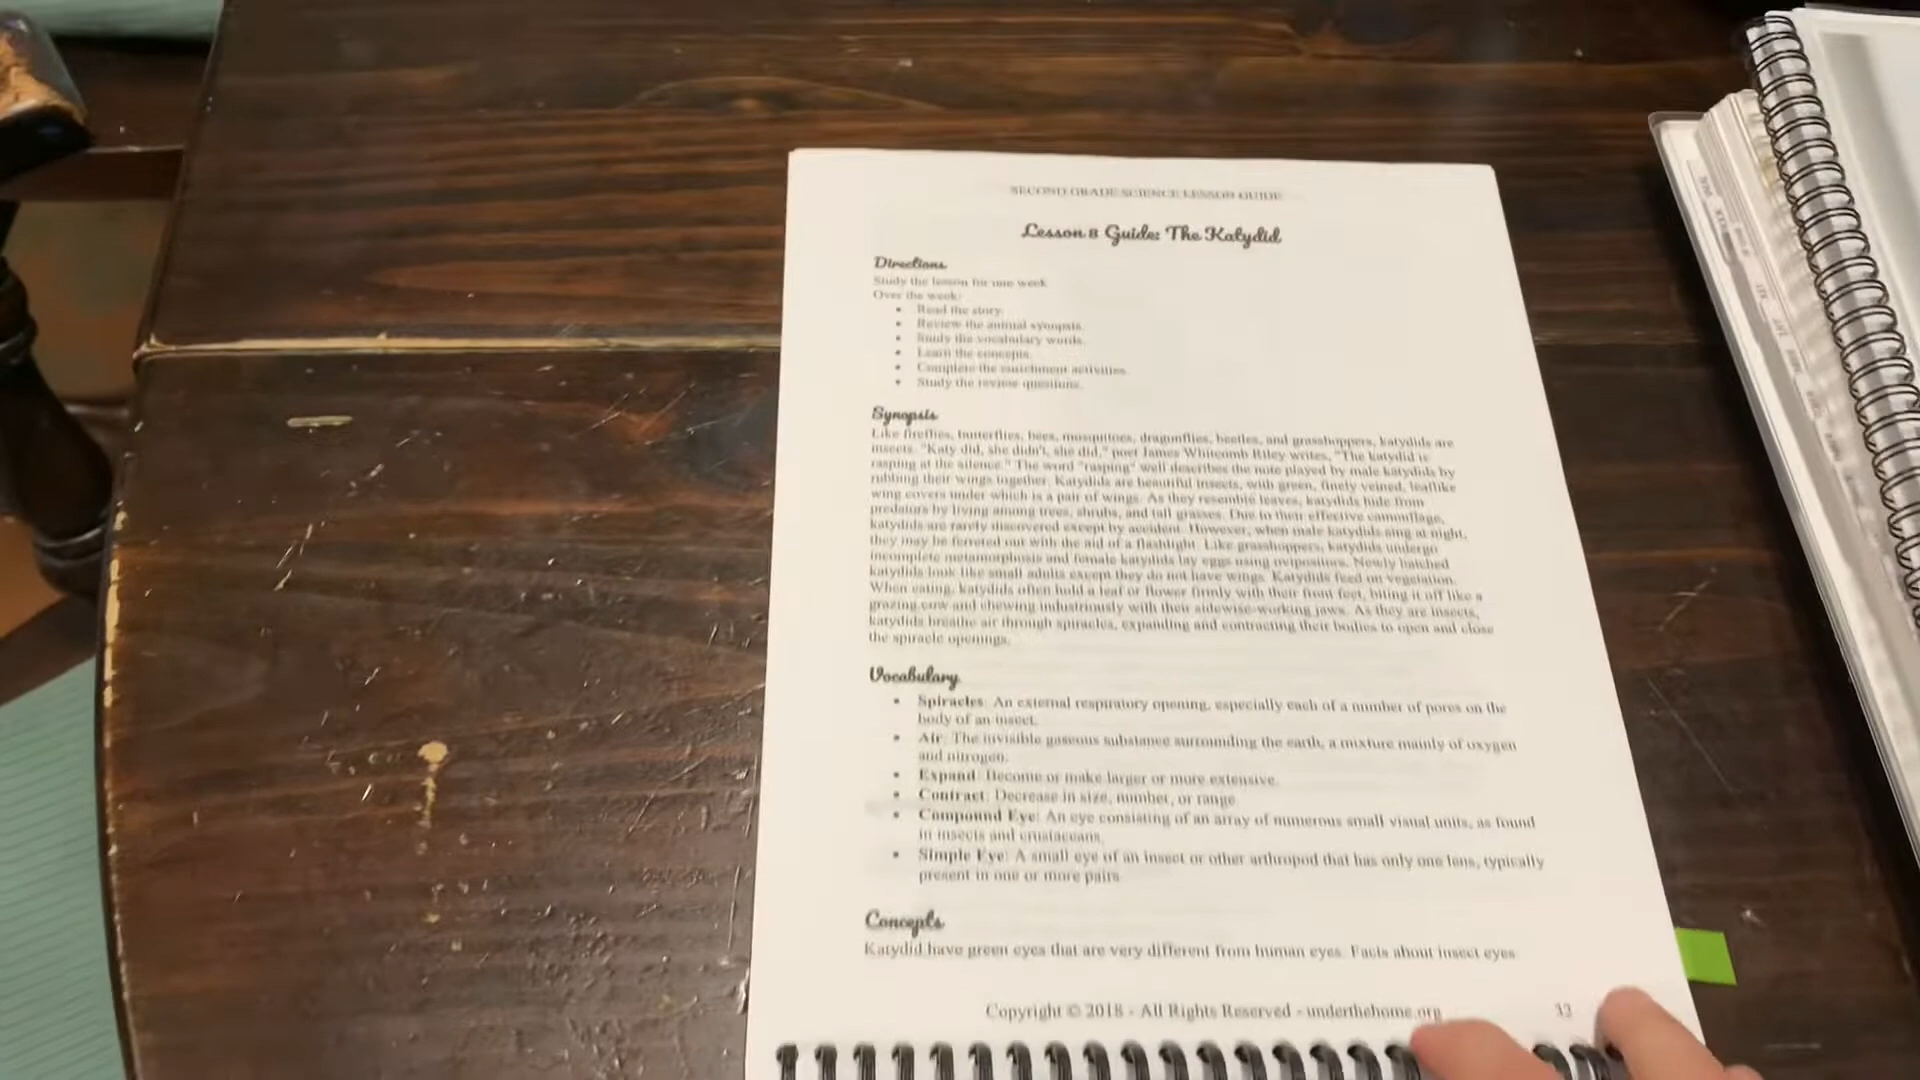 SECOND GRADE SCIENCE LESSON GUIDE
Lesson 8 Guide: The Katydid
Directions
Study the lesson for one week.
Over the week:
• Read the story.
• Review the animal synopsis.
• Study the vocabulary words.
• Learn the concepts.
• Complete the enrichment activities.
• Study the review questions.
Synopsis
Like fireflies, butterflies, bees, mosquitoes, dragonflies, beetles, and grasshoppers, katydids are
insects. "Katy did, she didn't, she did," poet James Whitcomb Riley writes, "The katydid is
rasping at the silence." The word "rasping" well describes the note played by male katydids by
rubbing their wings together. Katydids are beautiful insects, with green, finely veined, leaflike
wing covers under which is a pair of wings. As they resemble leaves, katydids hide from
predators by living among trees, shrubs, and tall grasses. Due to their effective camouflage,
katydids are rarely discovered except by accident. However, when male katydids sing at night,
they may be ferreted out with the aid of a flashlight. Like grasshoppers, katydids undergo
incomplete metamorphosis and female katydids lay eggs using ovipositors. Newly hatched
katydids look like small adults except they do not have wings. Katydids feed on vegetation.
When eating, katydids often hold a leaf or flower firmly with their front feet, biting it off like a
grazing cow and chewing industriously with their sidewise-working jaws. As they are insects,
katydids breathe air through spiracles, expanding and contracting their bodies to open and close
the spiracle openings.
Vocabulary
• Spiracles: An external respiratory opening, especially each of a number of pores on the
body of an insect.
• Air: The invisible gaseous substance surrounding the earth, a mixture mainly of oxygen
and nitrogen.
• Expand: Become or make larger or more extensive.
• Contract: Decrease in size, number, or range.
• Compound Eye: An eye consisting of an array of numerous small visual units, as found
in insects and crustaceans.
• Simple Eye: A small eye of an insect or other arthropod that has only one lens, typically
present in one or more pairs.
Concepts
Katydid have green eyes that are very different from human eyes. Facts about insect eyes
Copyright © 2018 - All Rights Reserved - underthehome.org